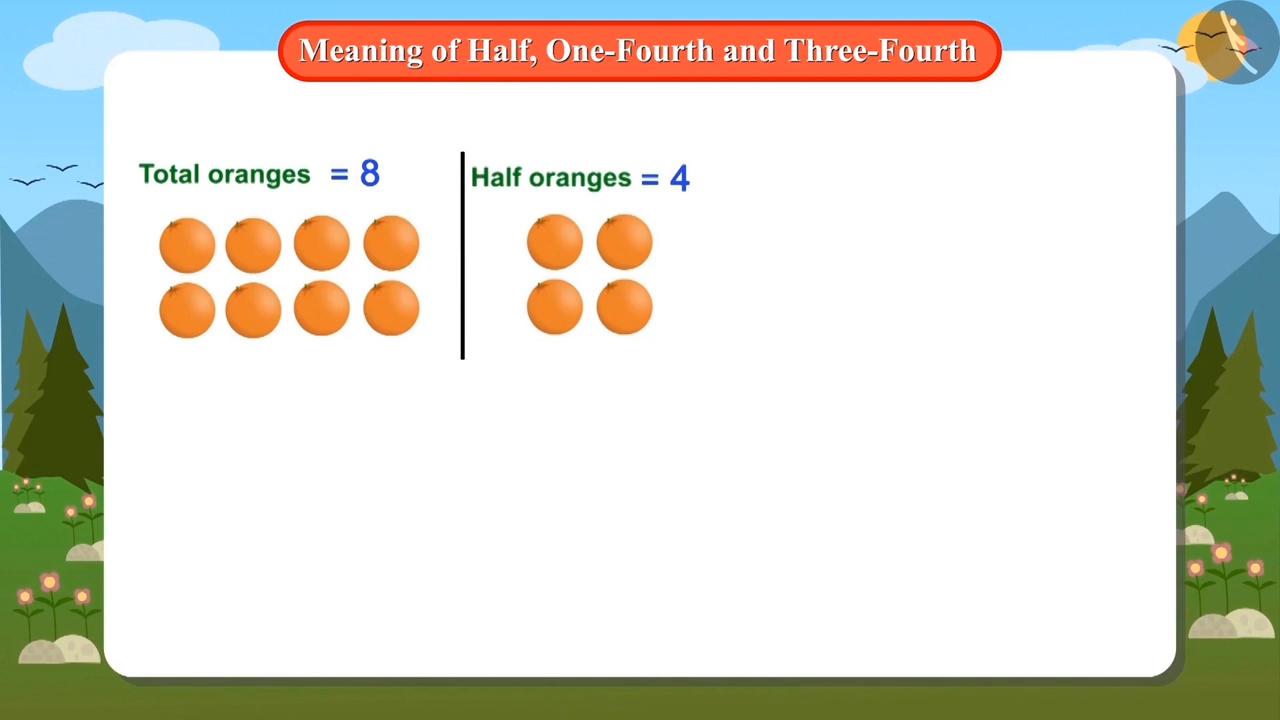 Meaning of Half, One-Fourth and Three-Fourth
Total oranges = 8
Half oranges = 4